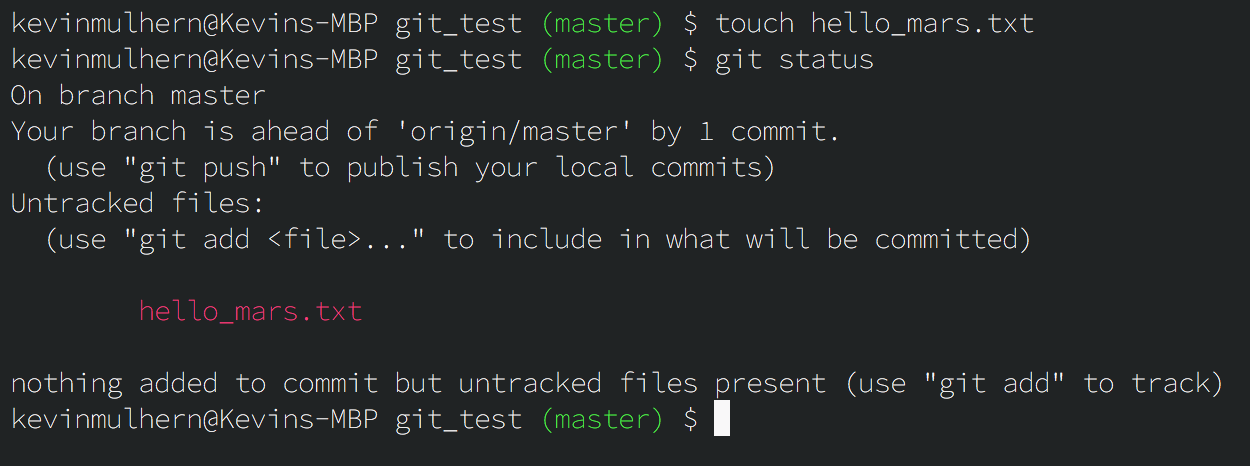 kevinmulhern@Kevins-MBP git_test (master) $ touch hello_mars.txt
kevinmulhern@Kevins-MBP git_test (master) $ git status
On branch master
Your branch is ahead of 'origin/master' by 1 commit.
  (use "git push" to publish your local commits)
Untracked files:
  (use "git add <file>..." to include in what will be committed)

        hello_mars.txt

nothing added to commit but untracked files present (use "git add" to track)
kevinmulhern@Kevins-MBP git_test (master) $